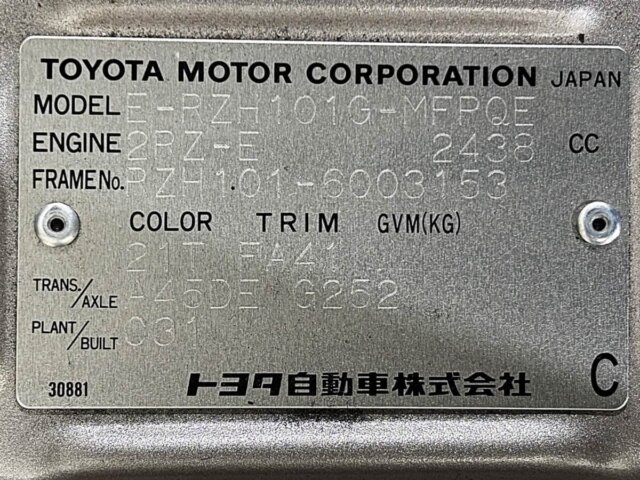 TOYOTA MOTOR CORPORATION JAPAN
MODEL E-RZH101G-MFPQE
ENGINE 2RZ-E 2438 CC
FRAME No. RZH101-6003153
COLOR TRIM GVM(KG)
21T FA41
TRANS./AXLE A45DE G252
PLANT/BUILT C31
30881 トヨタ自動車株式会社 C